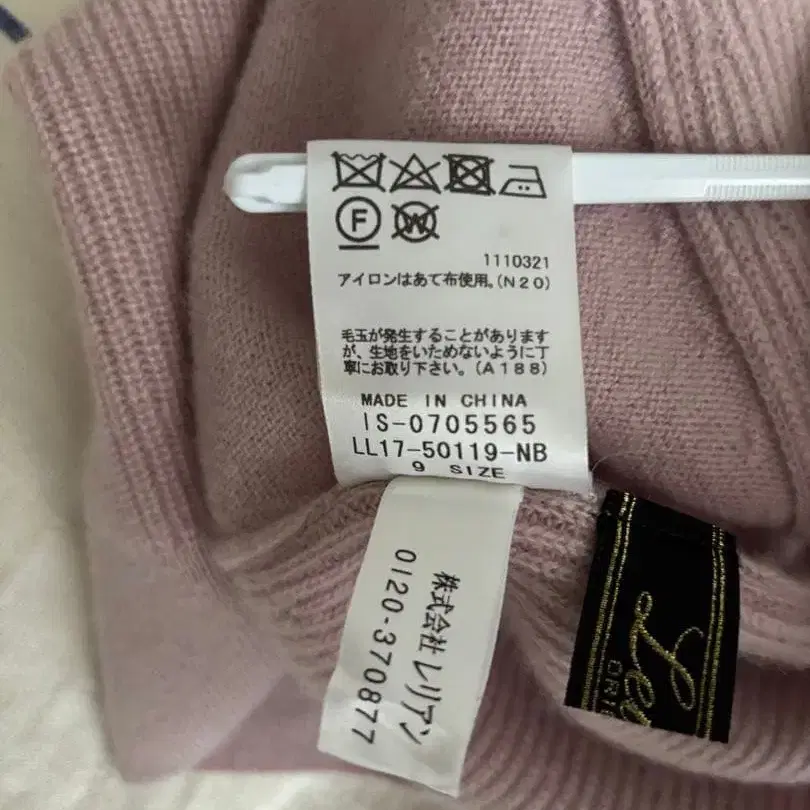 F
W
1110321
アイロンはあて布使用。(N20)
毛玉が発生することがあります
が、生地をいためないように丁
寧にお取り下さい。(A188)
MADE IN CHINA
IS-0705565
LL17-50119-NB
9 SIZE
株式会社レリアン
0120-370877